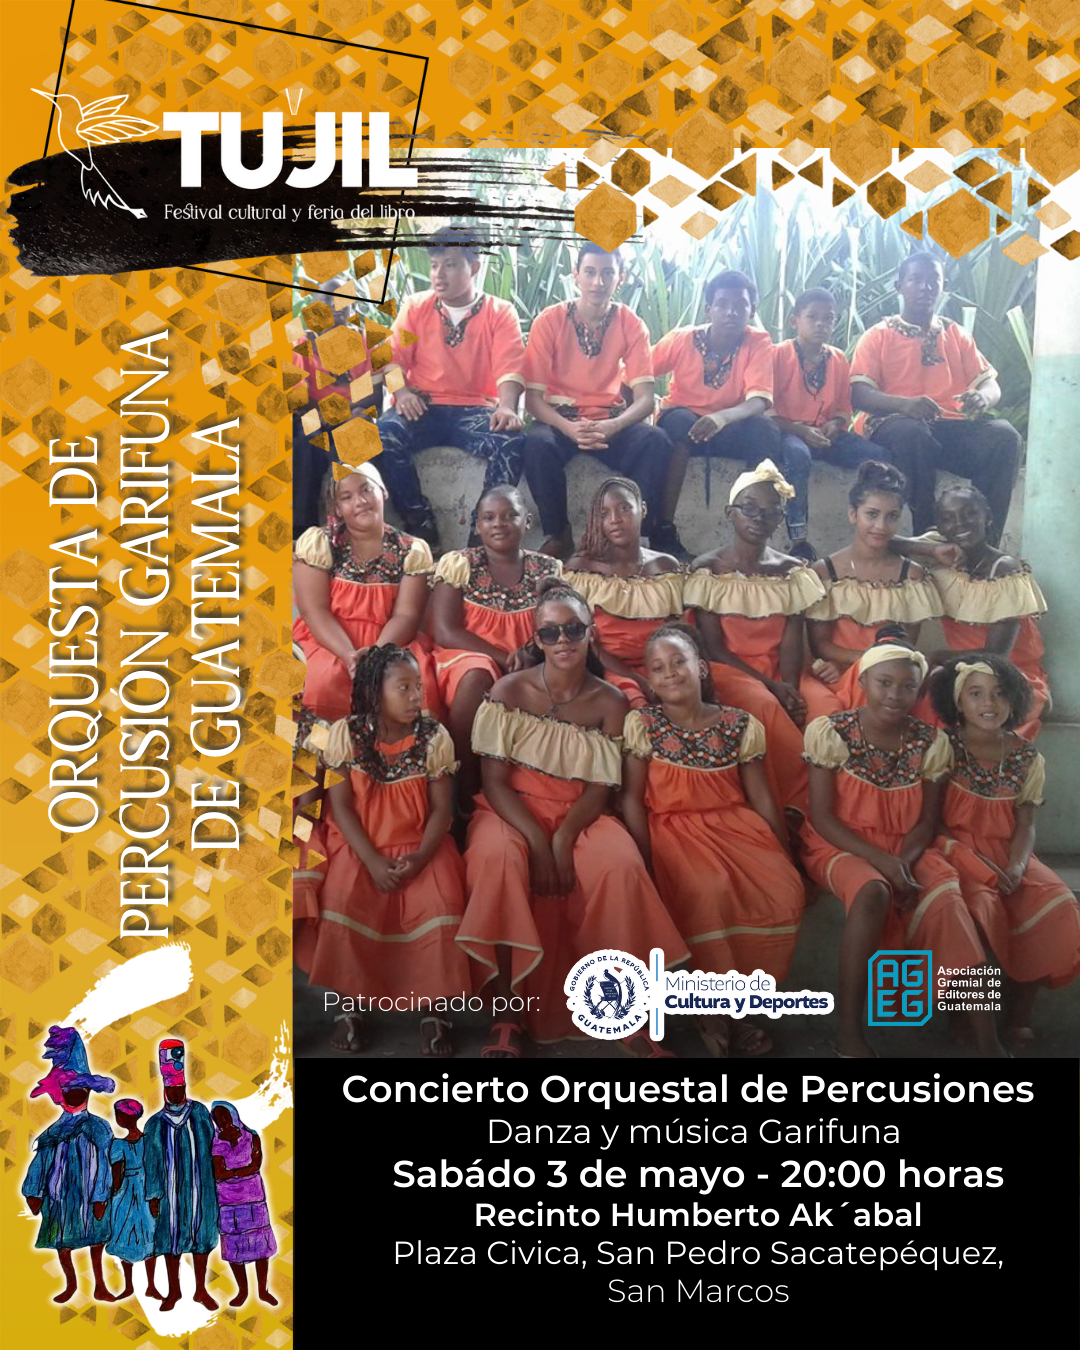 TU'JIL
Festival cultural y feria del libro
ORQUESTA DE
PERCUSIÓN GARIFUNA
DE GUATEMALA
Patrocinado por:
GOBIERNO DE LA REPÚBLICA
GUATEMALA
Ministerio de
Cultura y Deportes
AG
EG
Asociación
Gremial de
Editores de
Guatemala
Concierto Orquestal de Percusiones
Danza y música Garifuna
Sabádo 3 de mayo - 20:00 horas
Recinto Humberto Ak´abal
Plaza Civica, San Pedro Sacatepéquez,
San Marcos